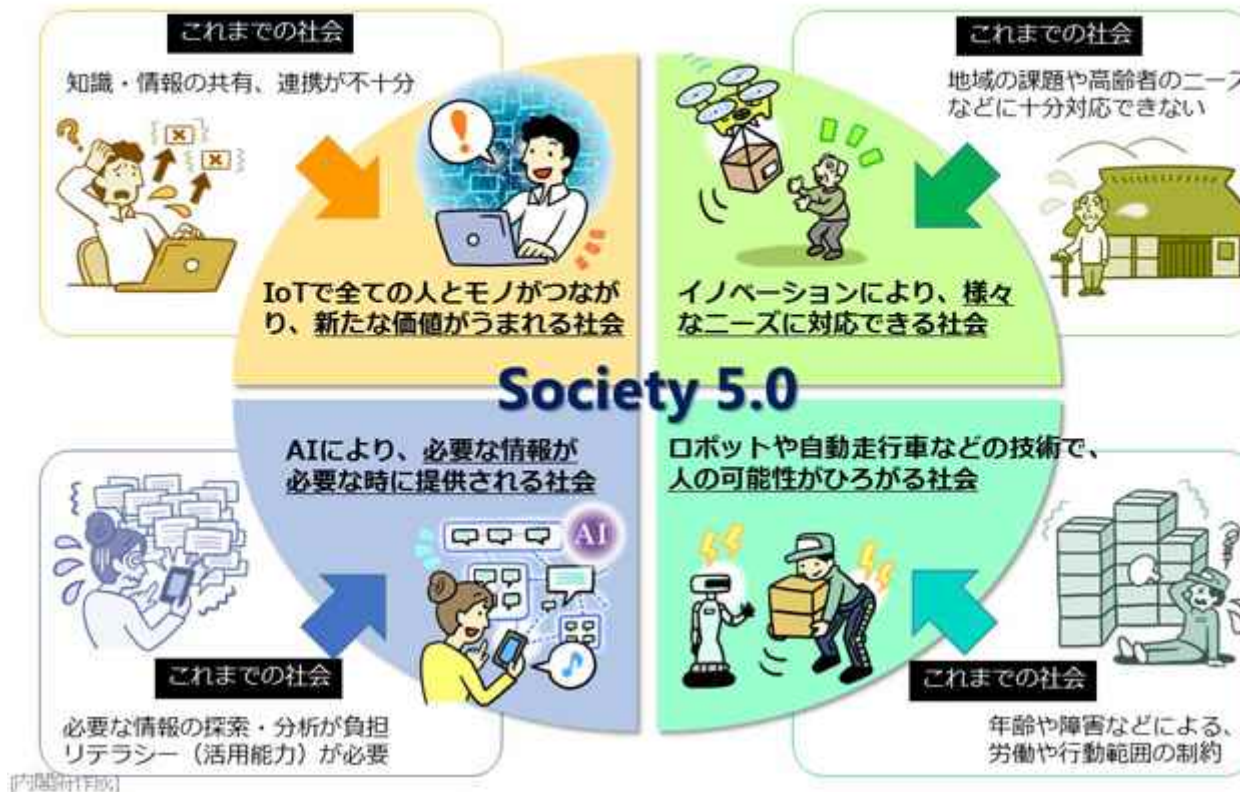 これまでの社会
知識・情報の共有、連携が不十分
IoTで全ての人とモノがつなが
り、新たな価値がうまれる社会
これまでの社会
地域の課題や高齢者のニーズ
などに十分対応できない
イノベーションにより、様々
なニーズに対応できる社会
Society 5.0
AIにより、必要な情報が
必要な時に提供される社会
AI
これまでの社会
必要な情報の探索・分析が負担
リテラシー（活用能力）が必要
ロボットや自動走行車などの技術で、
人の可能性がひろがる社会
これまでの社会
年齢や障害などによる、
労働や行動範囲の制約
[内閣府作成]